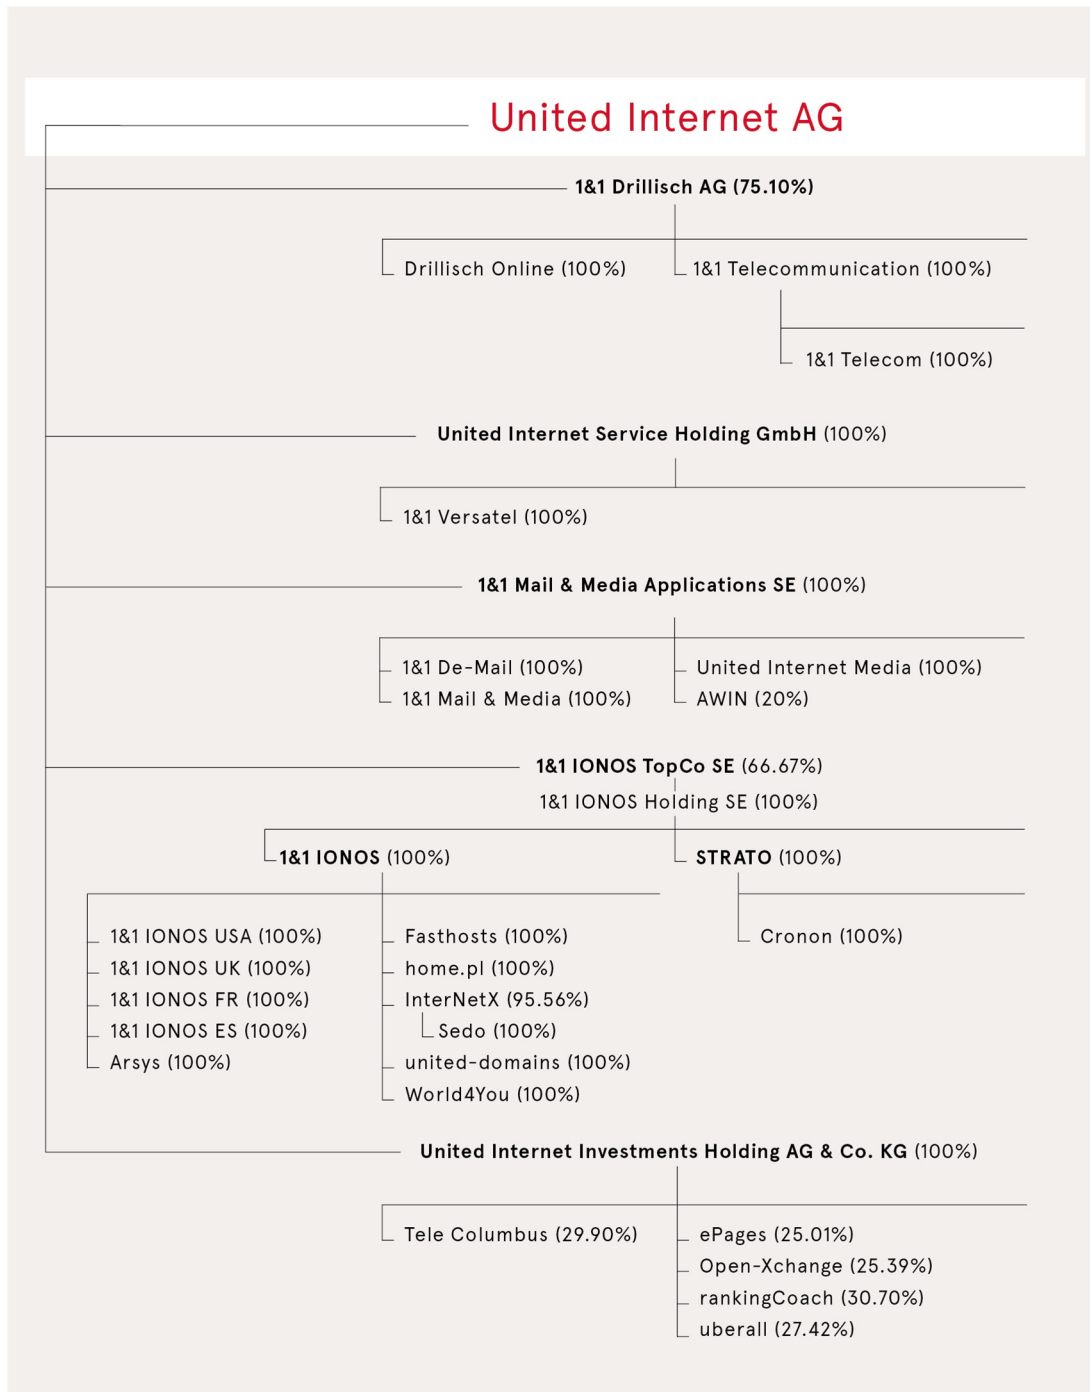 United Internet AG
1&1 Drillisch AG (75.10%)
Drillisch Online (100%)
1&1 Telecommunication (100%)
1&1 Telecom (100%)
United Internet Service Holding GmbH (100%)
1&1 Versatel (100%)
1&1 Mail & Media Applications SE (100%)
1&1 De-Mail (100%)
1&1 Mail & Media (100%)
United Internet Media (100%)
AWIN (20%)
1&1 IONOS TopCo SE (66.67%)
1&1 IONOS Holding SE (100%)
1&1 IONOS (100%)
STRATO (100%)
1&1 IONOS USA (100%)
1&1 IONOS UK (100%)
1&1 IONOS FR (100%)
1&1 IONOS ES (100%)
Arsys (100%)
Fasthosts (100%)
home.pl (100%)
InterNetX (95.56%)
Sedo (100%)
united-domains (100%)
World4You (100%)
Cronon (100%)
United Internet Investments Holding AG & Co. KG (100%)
Tele Columbus (29.90%)
ePages (25.01%)
Open-Xchange (25.39%)
rankingCoach (30.70%)
uberall (27.42%)